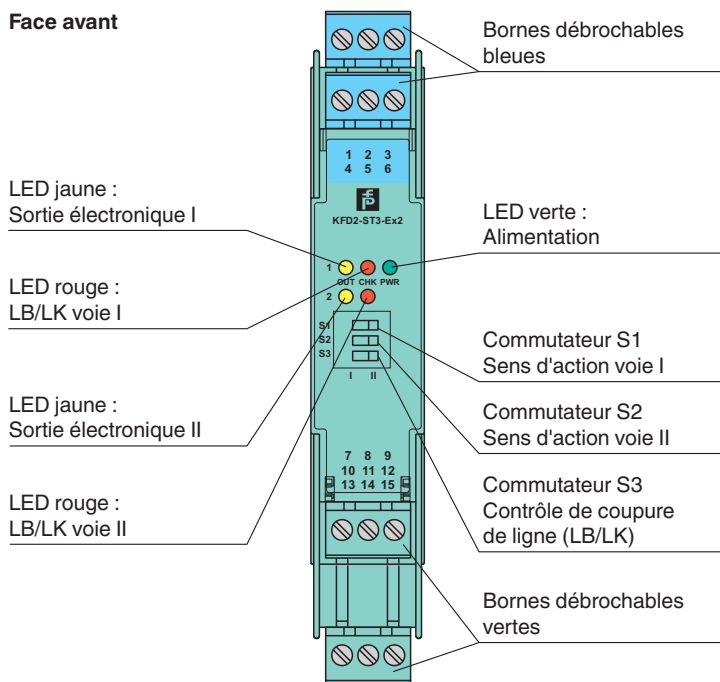 Face avant
Bornes débrochables
bleues
1 2 3
4 5 6
KFD2-ST3-Ex2
LED jaune :
Sortie électronique I
LED verte :
Alimentation
1
OUT CHK PWR
2
LED rouge :
LB/LK voie I
S1
S2
S3
I II
Commutateur S1
Sens d'action voie I
LED jaune :
Sortie électronique II
Commutateur S2
Sens d'action voie II
7 8 9
10 11 12
13 14 15
LED rouge :
LB/LK voie II
Commutateur S3
Contrôle de coupure
de ligne (LB/LK)
Bornes débrochables
vertes